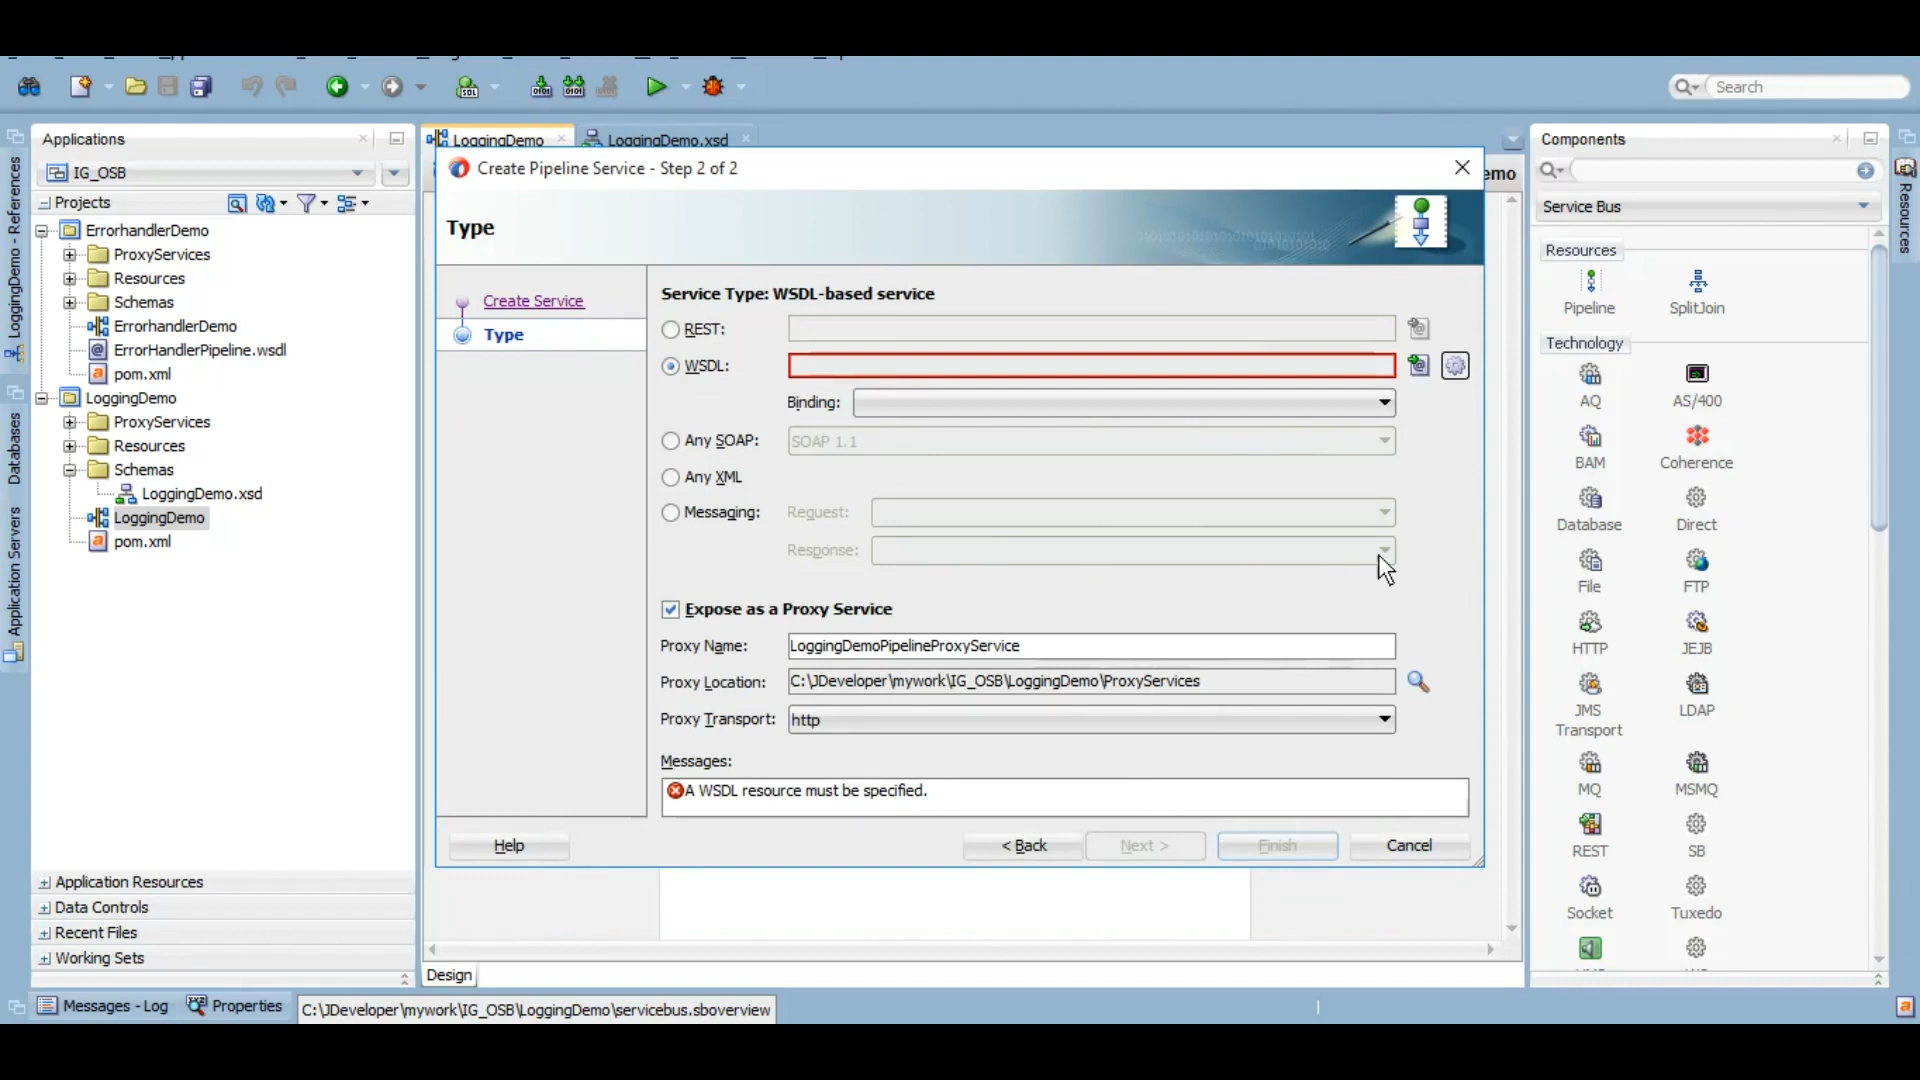 Search
Applications
IG_OSB
Projects
ErrorhandlerDemo
ProxyServices
Resources
Schemas
ErrorhandlerDemo
ErrorHandlerPipeline.wsdl
pom.xml
LoggingDemo
ProxyServices
Resources
Schemas
LoggingDemo.xsd
LoggingDemo
pom.xml
Application Resources
Data Controls
Recent Files
Working Sets
LoggingDemo - References
Databases
Application Servers
LoggingDemo
LoggingDemo.xsd
emo
Create Pipeline Service - Step 2 of 2
Type
Create Service
Type
Service Type: WSDL-based service
REST:
WSDL:
Binding:
Any SOAP: SOAP 1.1
Any XML
Messaging: Request:
Response:
Expose as a Proxy Service
Proxy Name: LoggingDemoPipelineProxyService
Proxy Location: C:\JDeveloper\mywork\IG_OSB\LoggingDemo\ProxyServices
Proxy Transport: http
Messages:
A WSDL resource must be specified.
Help
< Back
Next >
Finish
Cancel
Design
Components
Service Bus
Resources
Pipeline SplitJoin
Technology
AQ AS/400
BAM Coherence
Database Direct
File FTP
HTTP JEJB
JMS LDAP
Transport
MQ MSMQ
REST SB
Socket Tuxedo
Resources
Messages - Log
Properties
C:\JDeveloper\mywork\IG_OSB\LoggingDemo\servicebus.sboverview